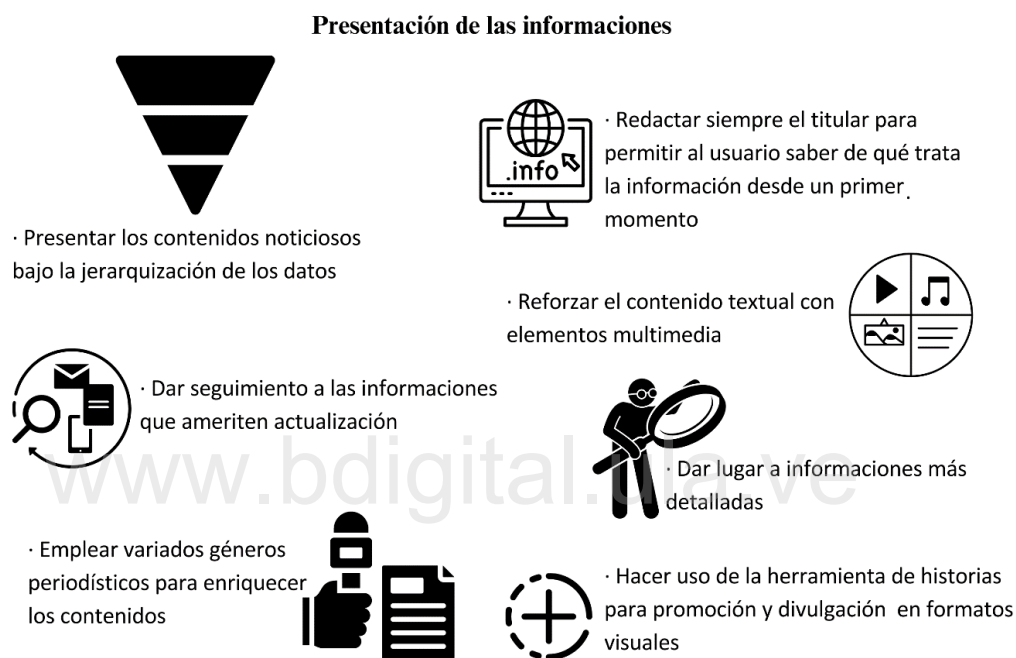 Presentación de las informaciones
· Presentar los contenidos noticiosos
bajo la jerarquización de los datos
.info
· Redactar siempre el titular para
permitir al usuario saber de qué trata
la información desde un primer.
momento
· Reforzar el contenido textual con
elementos multimedia
· Dar seguimiento a las informaciones
que ameriten actualización
· Dar lugar a informaciones más
detalladas
www.bdigital.ula.ve
· Emplear variados géneros
periodísticos para enriquecer
los contenidos
· Hacer uso de la herramienta de historias
para promoción y divulgación en formatos
visuales